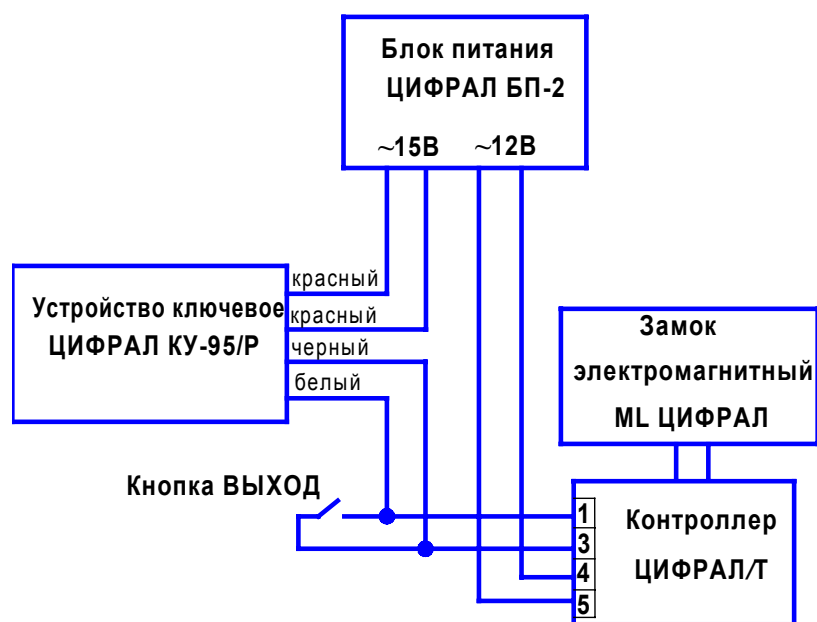 Блок питания
ЦИФРАЛ БП-2
~15В ~12В
красный
Устройство ключевое
красный
ЦИФРАЛ КУ-95/Р
черный
белый
Замок
электромагнитный
ML ЦИФРАЛ
Кнопка ВЫХОД
1
3
4
5
Контроллер
ЦИФРАЛ/Т